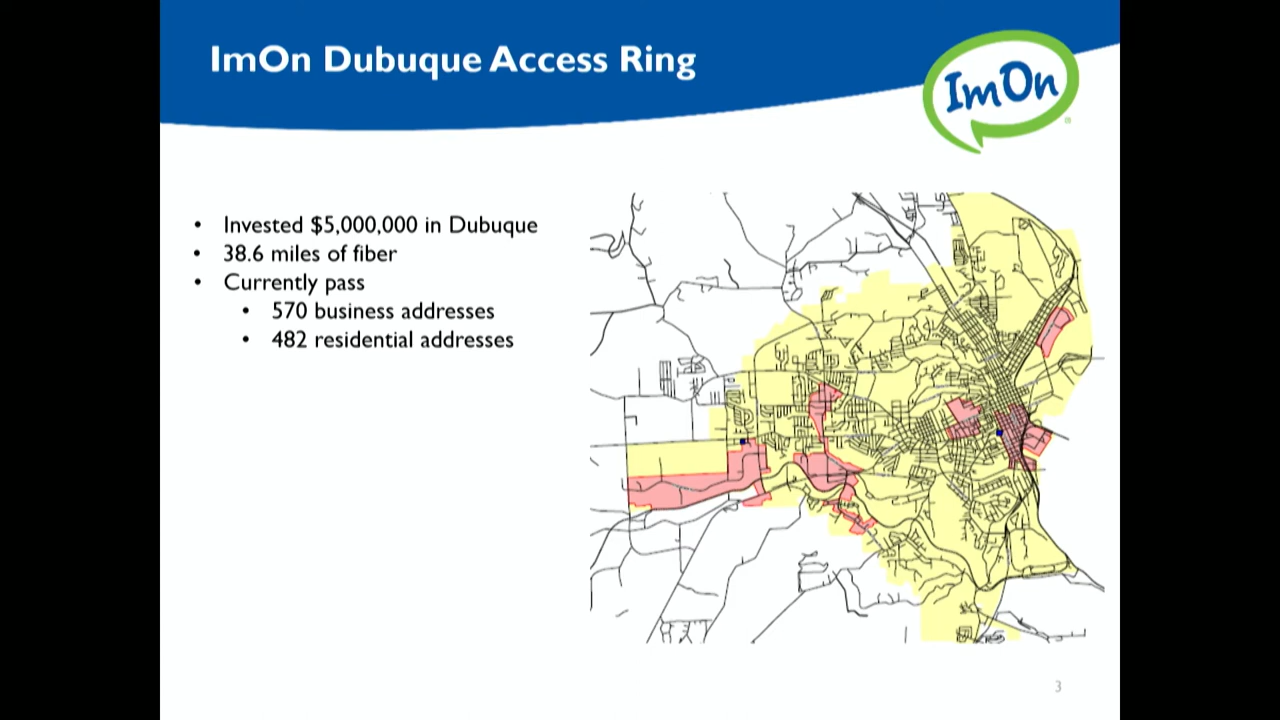 ImOn Dubuque Access Ring
ImOn
• Invested $5,000,000 in Dubuque
• 38.6 miles of fiber
• Currently pass
• 570 business addresses
• 482 residential addresses
3